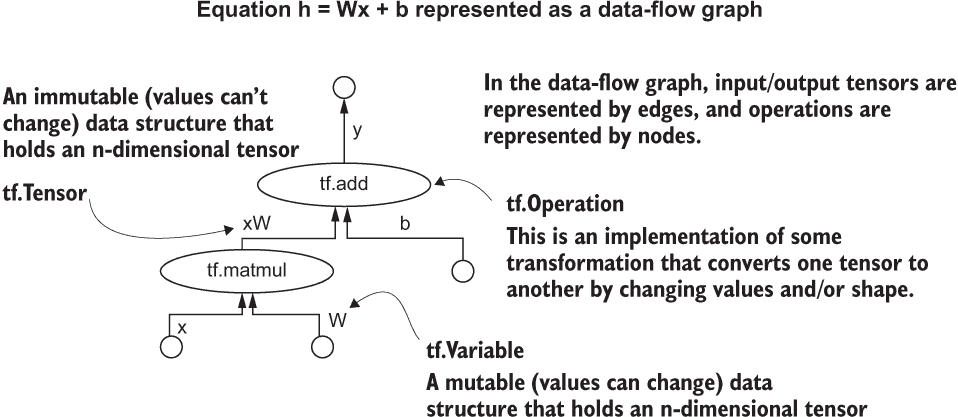 Equation h = Wx + b represented as a data-flow graph
An immutable (values can't
change) data structure that
holds an n-dimensional tensor
tf.Tensor
In the data-flow graph, input/output tensors are
represented by edges, and operations are
represented by nodes.
y
tf.add
tf.Operation
This is an implementation of some
transformation that converts one tensor to
another by changing values and/or shape.
xW
b
tf.matmul
x
W
tf.Variable
A mutable (values can change) data
structure that holds an n-dimensional tensor